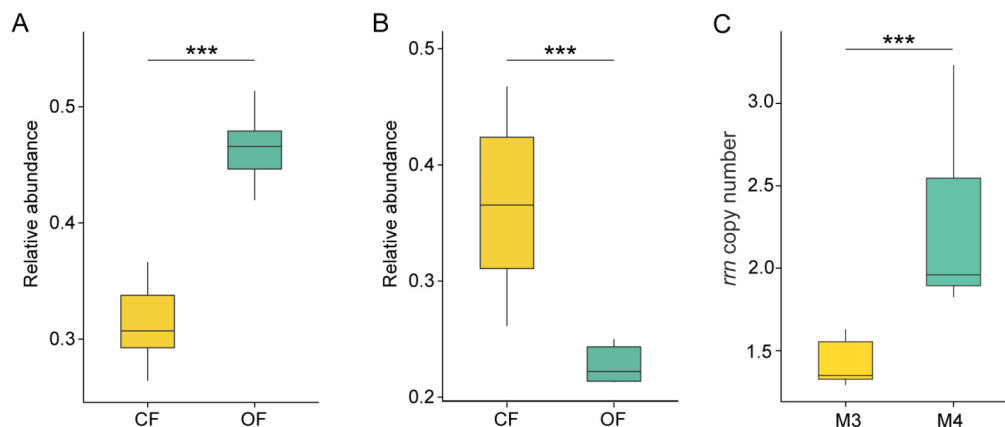 A
Relative abundance
0.5
0.4
0.3
***
CF
OF
B
Relative abundance
0.5
0.4
0.3
0.2
***
CF
OF
C
rrn copy number
3.0
2.5
2.0
1.5
***
M3
M4